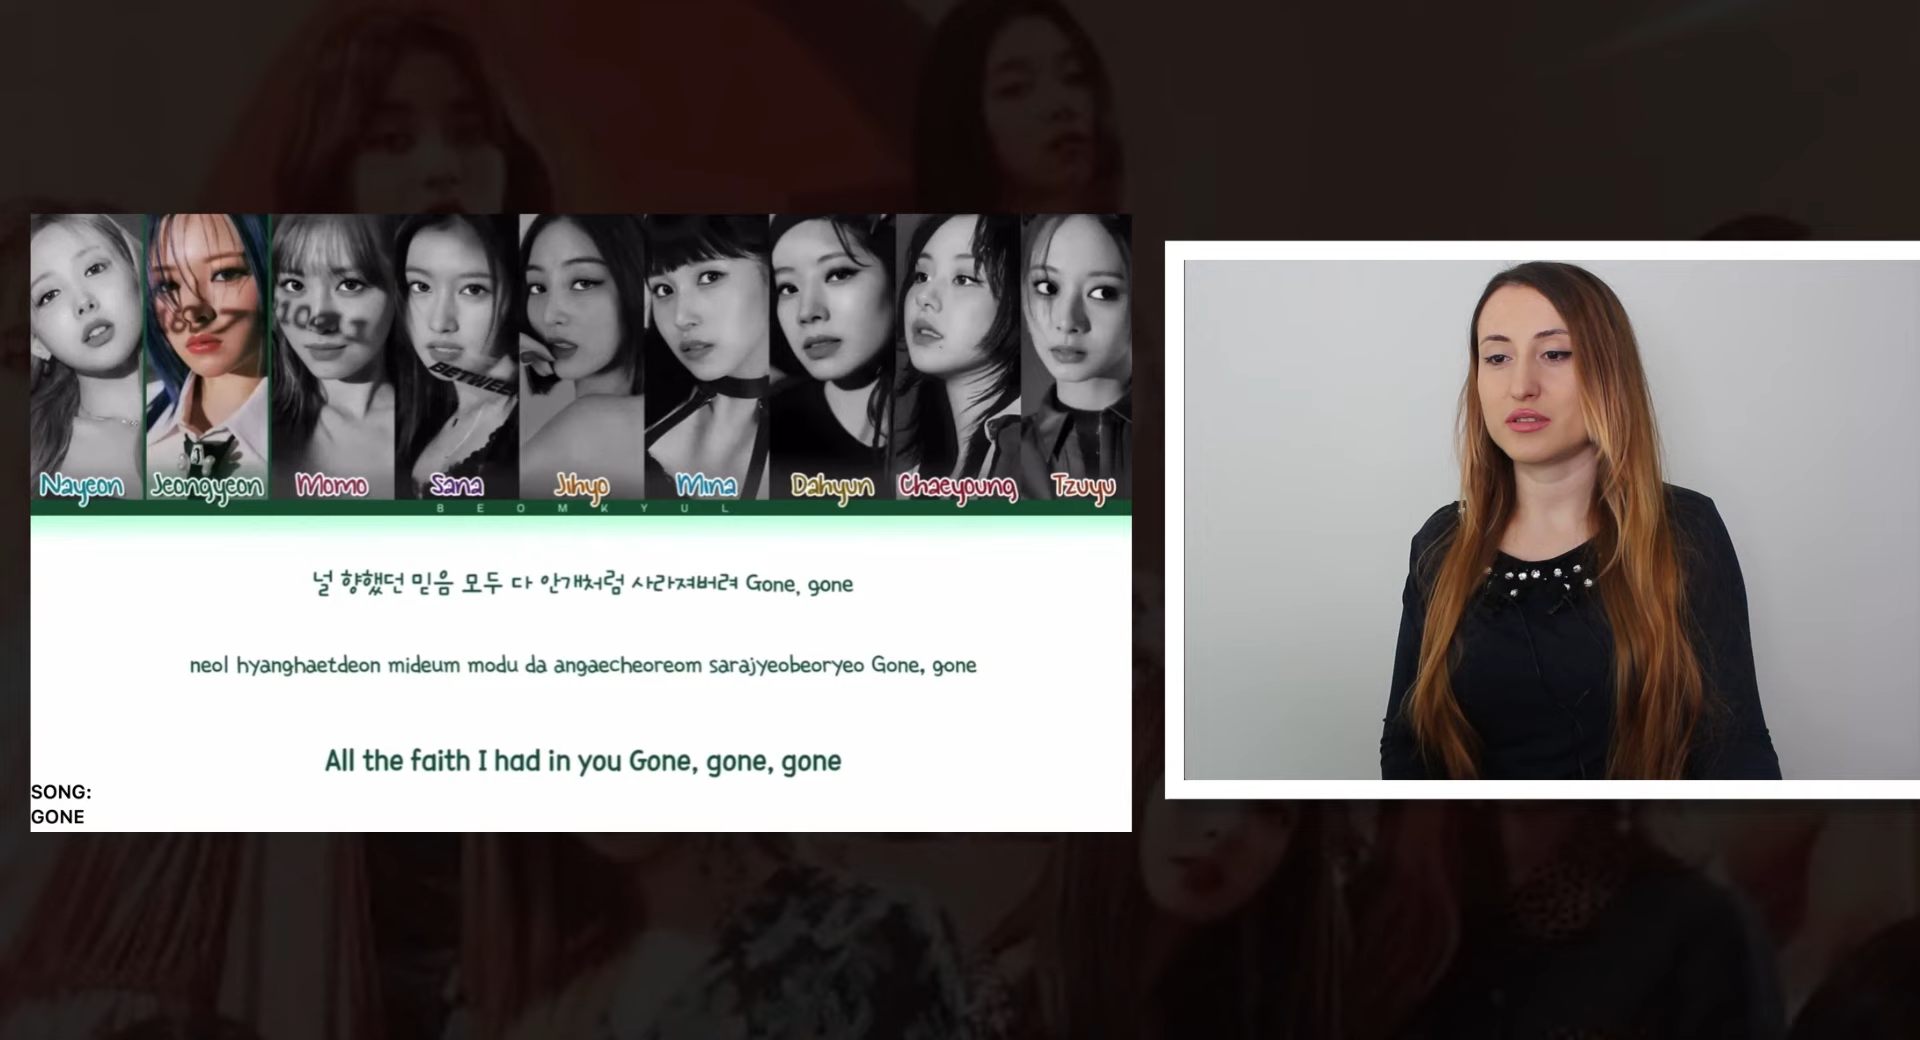 Nayeon Jeongyeon Momo Sana Jihyo Mina Dahyun Chaeyoung Tzuyu
BEOMKYUL
널 향했던 믿음 모두 다 안개처럼 사라져버려 Gone, gone
neol hyanghaetdeon mideum modu da angaecheoreom sarajyeobeoryeo Gone, gone
All the faith I had in you Gone, gone, gone
SONG:
GONE